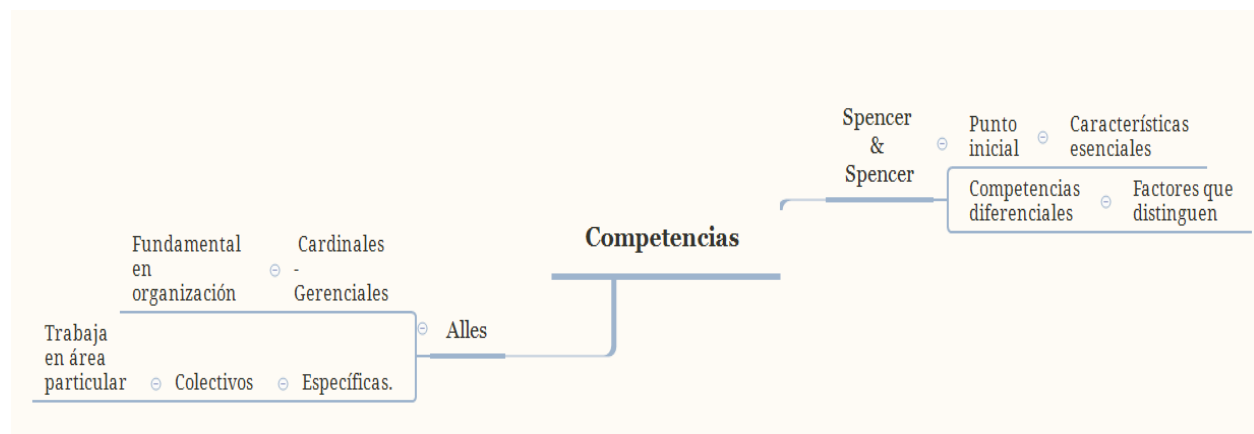 Spencer
&
Spencer
Punto
inicial
Características
esenciales
Competencias
diferenciales
Factores que
distinguen
Competencias
Fundamental
en
organización
Cardinales
-
Gerenciales
Alles
Trabaja
en área
particular
Colectivos
Específicas.